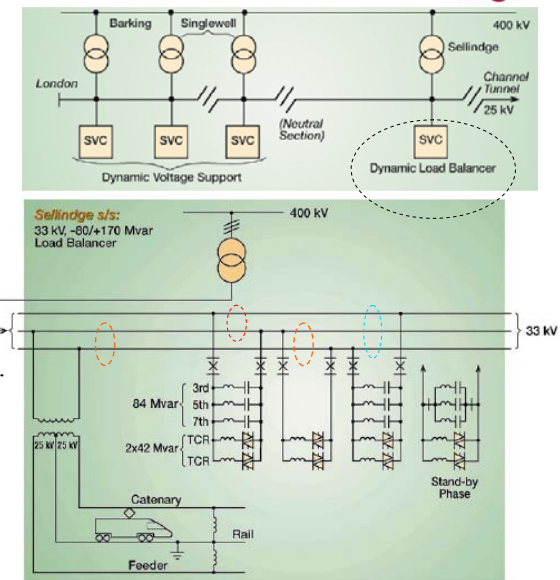 Barking
Singlewell
400 kV
Sellindge
London
Channel
Tunnel
25 kV
(Neutral
Section)
SVC
SVC
SVC
SVC
Dynamic Voltage Support
Dynamic Load Balancer
Sellindge s/s:
33 kV, -80/+170 Mvar
Load Balancer
400 kV
33 kV
3rd
84 Mvar
5th
7th
2x42 Mvar
TCR
TCR
25 kV
25 kV
Stand-by
Phase
Catenary
Rail
Feeder